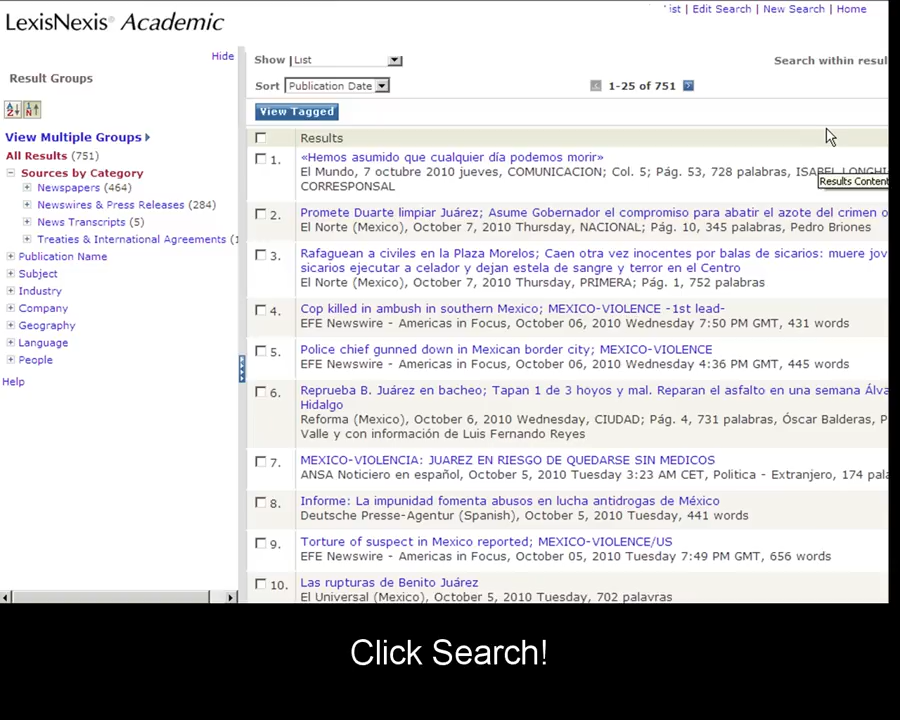 ist | Edit Search | New Search | Home
LexisNexis® Academic
Hide
Result Groups
View Multiple Groups
All Results (751)
Sources by Category
Newspapers (464)
Newswires & Press Releases (284)
News Transcripts (5)
Treaties & International Agreements (1
Publication Name
Subject
Industry
Company
Geography
Language
People
Help
Show List
Search within resul
Sort Publication Date
1-25 of 751
View Tagged
Results
1. «Hemos asumido que cualquier día podemos morir»
El Mundo, 7 octubre 2010 jueves, COMUNICACION; Col. 5; Pág. 53, 728 palabras, ISABEL LONGHI
CORRESPONSAL
Results Content
2. Promete Duarte limpiar Juárez; Asume Gobernador el compromiso para abatir el azote del crimen o
El Norte (Mexico), October 7, 2010 Thursday, NACIONAL; Pág. 10, 345 palabras, Pedro Briones
3. Rafaguean a civiles en la Plaza Morelos; Caen otra vez inocentes por balas de sicarios: muere jov
sicarios ejecutar a celador y dejan estela de sangre y terror en el Centro
El Norte (Mexico), October 7, 2010 Thursday, PRIMERA; Pág. 1, 752 palabras
4. Cop killed in ambush in southern Mexico; MEXICO-VIOLENCE -1st lead-
EFE Newswire - Americas in Focus, October 06, 2010 Wednesday 7:50 PM GMT, 431 words
5. Police chief gunned down in Mexican border city; MEXICO-VIOLENCE
EFE Newswire - Americas in Focus, October 06, 2010 Wednesday 4:36 PM GMT, 445 words
6. Reprueba B. Juárez en bacheo; Tapan 1 de 3 hoyos y mal. Reparan el asfalto en una semana Álva
Hidalgo
Reforma (Mexico), October 6, 2010 Wednesday, CIUDAD; Pág. 4, 731 palabras, Óscar Balderas, P
Valle y con información de Luis Fernando Reyes
7. MEXICO-VIOLENCIA: JUAREZ EN RIESGO DE QUEDARSE SIN MEDICOS
ANSA Noticiero en español, October 5, 2010 Tuesday 3:23 AM CET, Politica - Extranjero, 174 pala
8. Informe: La impunidad fomenta abusos en lucha antidrogas de México
Deutsche Presse-Agentur (Spanish), October 5, 2010 Tuesday, 441 words
9. Torture of suspect in Mexico reported; MEXICO-VIOLENCE/US
EFE Newswire - Americas in Focus, October 05, 2010 Tuesday 7:49 PM GMT, 656 words
10. Las rupturas de Benito Juárez
El Universal (Mexico), October 5, 2010 Tuesday, 702 palavras
Click Search!